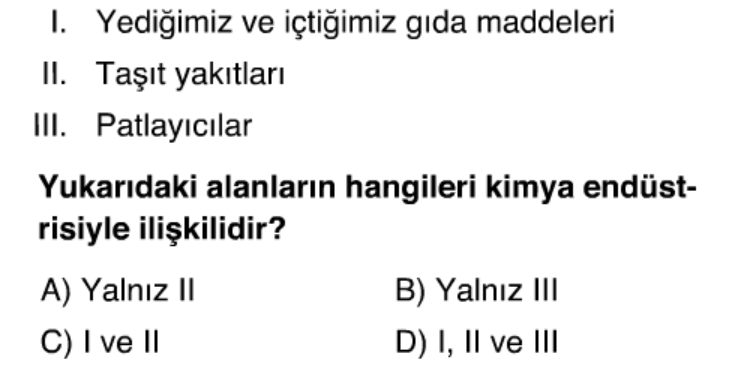 I. Yediğimiz ve içtiğimiz gıda maddeleri
II. Taşıt yakıtları
III. Patlayıcılar
Yukarıdaki alanların hangileri kimya endüst-
risiyle ilişkilidir?
A) Yalnız II B) Yalnız III
C) I ve II D) I, II ve III